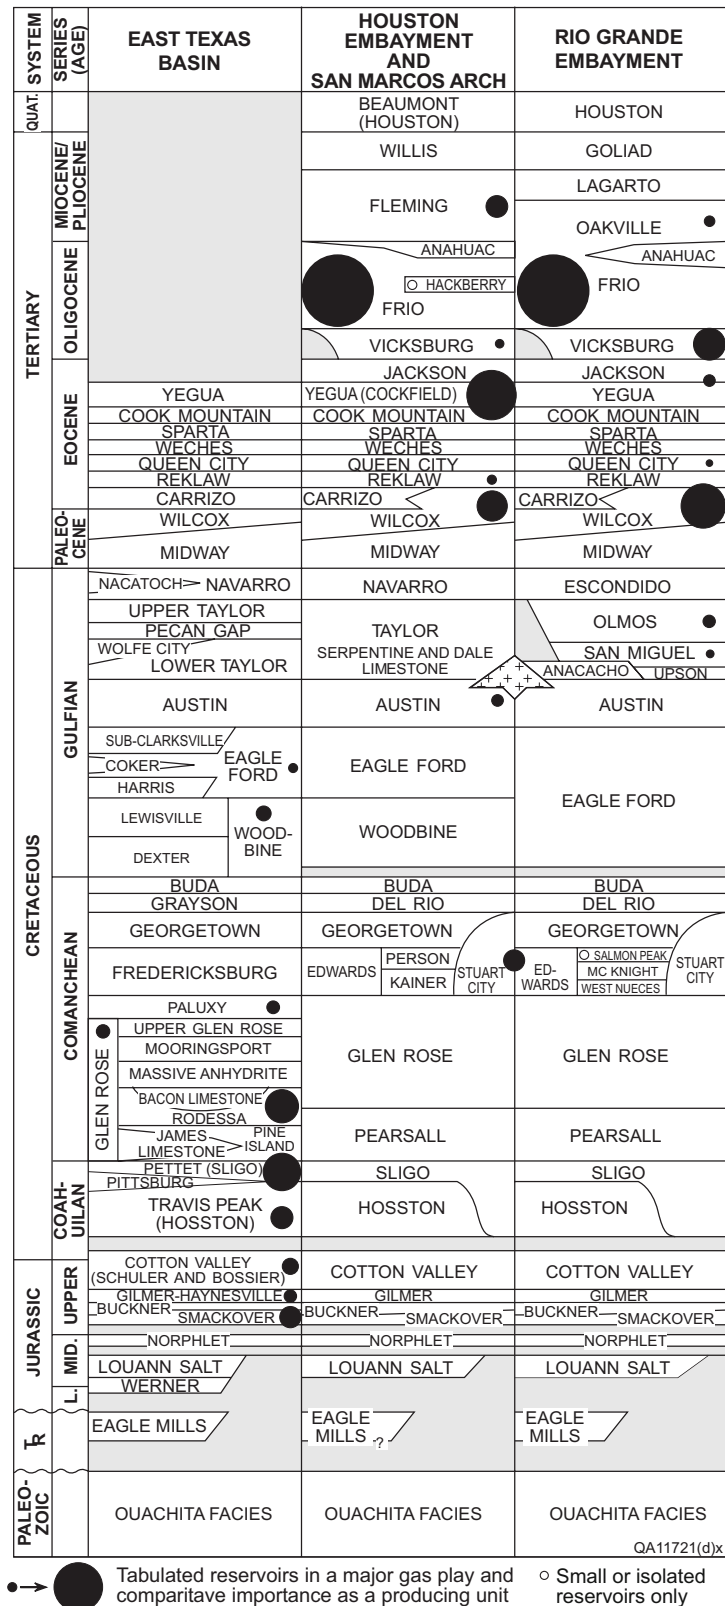 SYSTEM
SERIES
(AGE)
EAST TEXAS
BASIN
HOUSTON
EMBAYMENT
AND
SAN MARCOS ARCH
RIO GRANDE
EMBAYMENT
QUAT.
TERTIARY
CRETACEOUS
JURASSIC
TR
PALEO-
ZOIC
MIOCENE/
PLIOCENE
OLIGOCENE
EOCENE
PALEO-
CENE
GULFIAN
COMANCHEAN
COAH-
UILAN
UPPER
MID.
L.
YEGUA
COOK MOUNTAIN
SPARTA
WECHES
QUEEN CITY
REKLAW
CARRIZO
WILCOX
MIDWAY
NACATOCH
NAVARRO
UPPER TAYLOR
PECAN GAP
WOLFE CITY
LOWER TAYLOR
AUSTIN
SUB-CLARKSVILLE
COKER
EAGLE
FORD
HARRIS
LEWISVILLE
DEXTER
WOOD-
BINE
BUDA
GRAYSON
GEORGETOWN
FREDERICKSBURG
PALUXY
GLEN ROSE
UPPER GLEN ROSE
MOORINGSPORT
MASSIVE ANHYDRITE
BACON LIMESTONE
RODESSA
JAMES
LIMESTONE
PINE
ISLAND
PETTET (SLIGO)
PITTSBURG
TRAVIS PEAK
(HOSSTON)
COTTON VALLEY
(SCHULER AND BOSSIER)
GILMER-HAYNESVILLE
BUCKNER
SMACKOVER
NORPHLET
LOUANN SALT
WERNER
EAGLE MILLS
OUACHITA FACIES
BEAUMONT
(HOUSTON)
WILLIS
FLEMING
ANAHUAC
HACKBERRY
FRIO
VICKSBURG
JACKSON
YEGUA (COCKFIELD)
COOK MOUNTAIN
SPARTA
WECHES
QUEEN CITY
REKLAW
CARRIZO
WILCOX
MIDWAY
NAVARRO
TAYLOR
SERPENTINE AND DALE
LIMESTONE
AUSTIN
EAGLE FORD
WOODBINE
BUDA
DEL RIO
GEORGETOWN
EDWARDS
PERSON
KAINER
STUART
CITY
GLEN ROSE
PEARSALL
SLIGO
HOSSTON
COTTON VALLEY
GILMER
BUCKNER
SMACKOVER
NORPHLET
LOUANN SALT
EAGLE
MILLS
?
OUACHITA FACIES
HOUSTON
GOLIAD
LAGARTO
OAKVILLE
ANAHUAC
FRIO
VICKSBURG
JACKSON
YEGUA
COOK MOUNTAIN
SPARTA
WECHES
QUEEN CITY
REKLAW
CARRIZO
WILCOX
MIDWAY
ESCONDIDO
OLMOS
SAN MIGUEL
ANACACHO
UPSON
AUSTIN
EAGLE FORD
BUDA
DEL RIO
GEORGETOWN
ED-
WARDS
SALMON PEAK
MC KNIGHT
WEST NUECES
STUART
CITY
GLEN ROSE
PEARSALL
SLIGO
HOSSTON
COTTON VALLEY
GILMER
BUCKNER
SMACKOVER
NORPHLET
LOUANN SALT
EAGLE
MILLS
OUACHITA FACIES
QA11721(d)x
Tabulated reservoirs in a major gas play and
comparitave importance as a producing unit
Small or isolated
reservoirs only